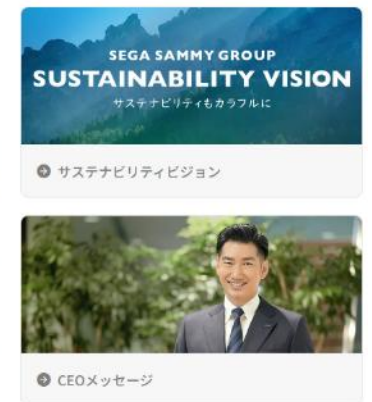 SEGA SAMMY GROUP
SUSTAINABILITY VISION
サステナビリティもカラフルに
サステナビリティビジョン
CEOメッセージ